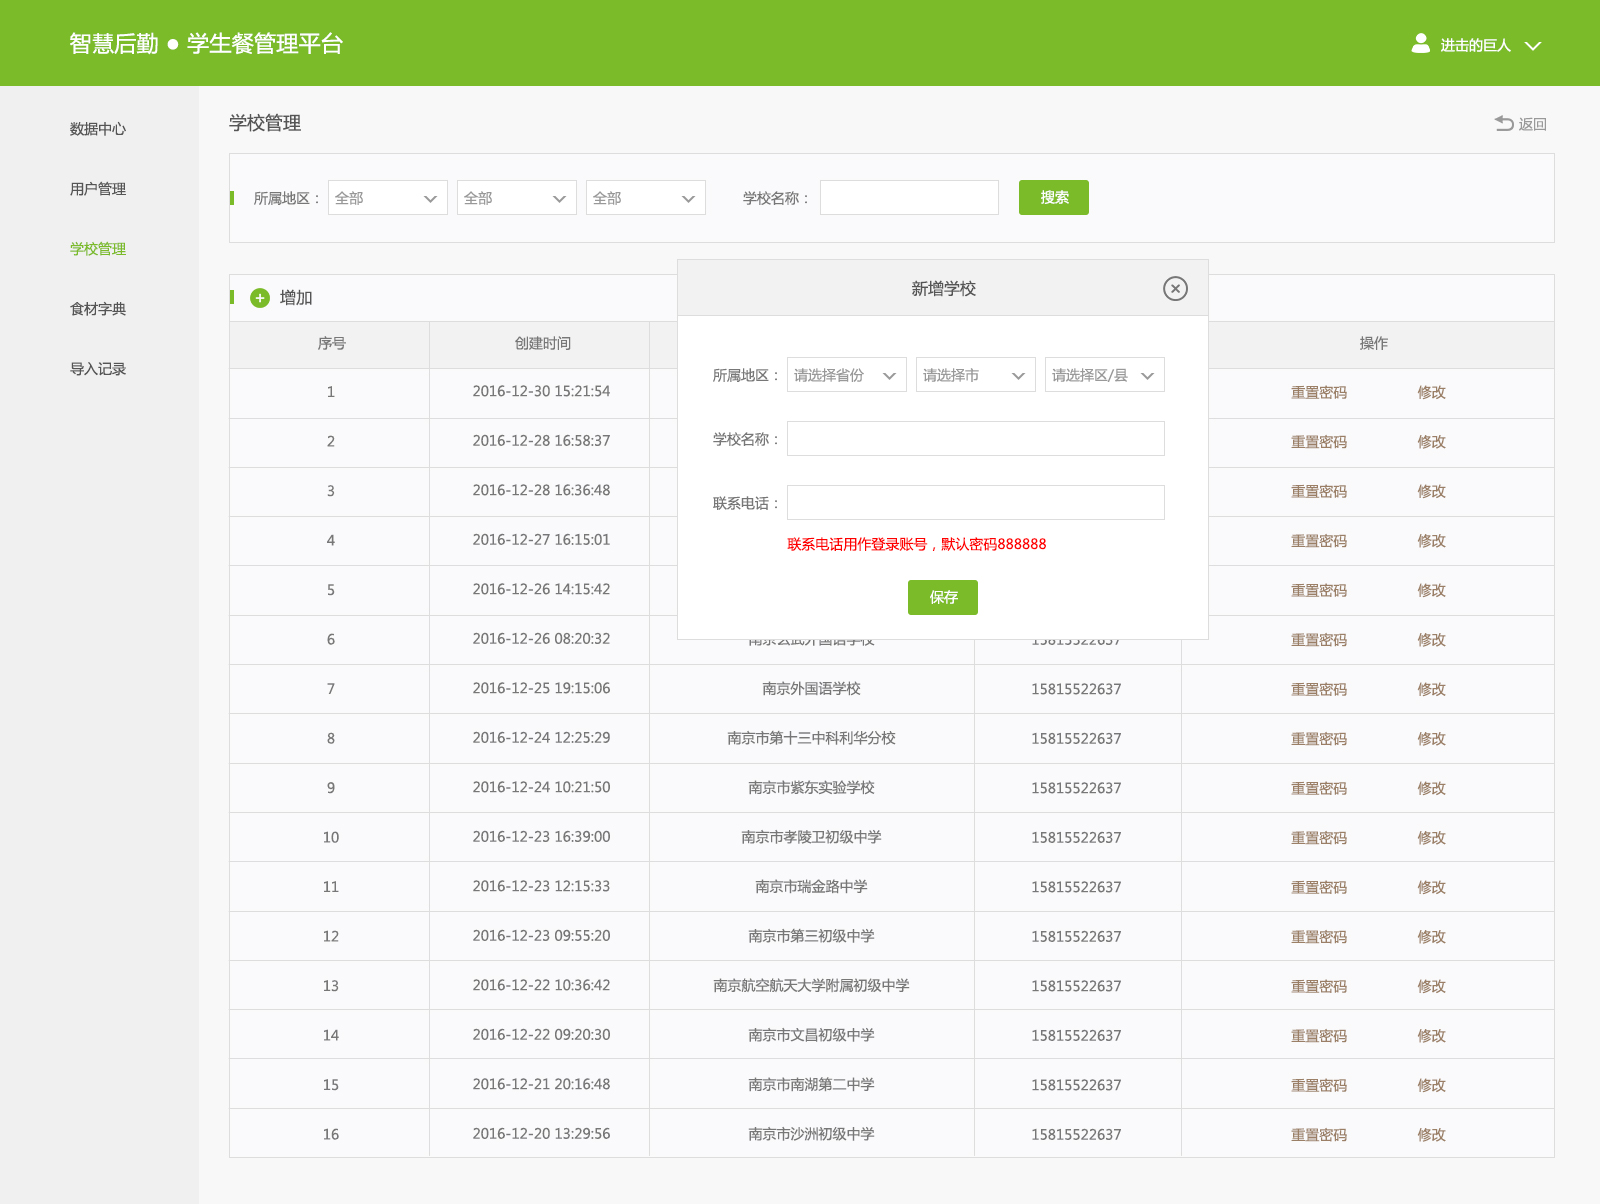 智慧后勤 ● 学生餐管理平台
进击的巨人
数据中心
用户管理
学校管理
食材字典
导入记录
学校管理
返回
所属地区： 全部 全部 全部 学校名称： 搜索
增加
序号 创建时间 操作
1 2016-12-30 15:21:54 重置密码 修改
2 2016-12-28 16:58:37 重置密码 修改
3 2016-12-28 16:36:48 重置密码 修改
4 2016-12-27 16:15:01 重置密码 修改
5 2016-12-26 14:15:42 重置密码 修改
6 2016-12-26 08:20:32 南京玄武外国语学校 15815522637 重置密码 修改
7 2016-12-25 19:15:06 南京外国语学校 15815522637 重置密码 修改
8 2016-12-24 12:25:29 南京市第十三中科利华分校 15815522637 重置密码 修改
9 2016-12-24 10:21:50 南京市紫东实验学校 15815522637 重置密码 修改
10 2016-12-23 16:39:00 南京市孝陵卫初级中学 15815522637 重置密码 修改
11 2016-12-23 12:15:33 南京市瑞金路中学 15815522637 重置密码 修改
12 2016-12-23 09:55:20 南京市第三初级中学 15815522637 重置密码 修改
13 2016-12-22 10:36:42 南京航空航天大学附属初级中学 15815522637 重置密码 修改
14 2016-12-22 09:20:30 南京市文昌初级中学 15815522637 重置密码 修改
15 2016-12-21 20:16:48 南京市南湖第二中学 15815522637 重置密码 修改
16 2016-12-20 13:29:56 南京市沙洲初级中学 15815522637 重置密码 修改
新增学校
所属地区： 请选择省份 请选择市 请选择区/县
学校名称：
联系电话：
联系电话用作登录账号，默认密码888888
保存